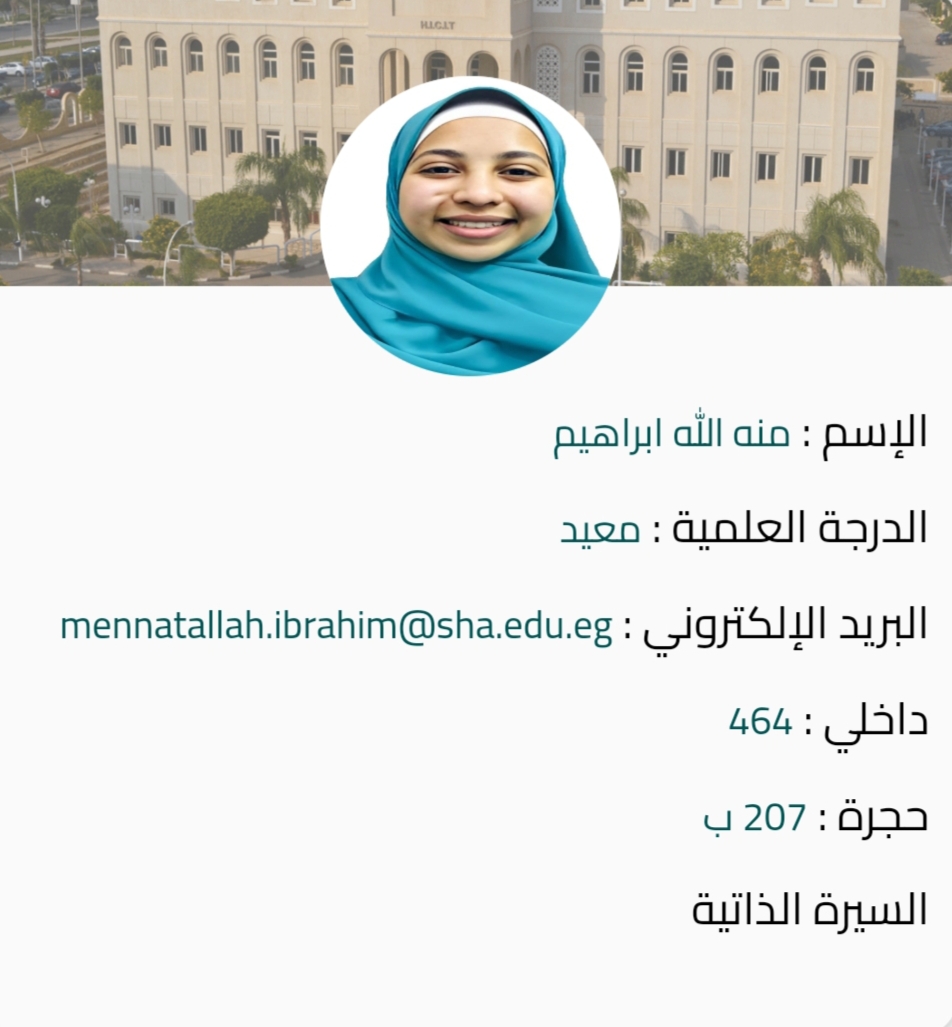 H.I.C.I.T
الإسم : منه الله ابراهيم
الدرجة العلمية : معيد
البريد الإلكتروني : mennatallah.ibrahim@sha.edu.eg
داخلي : 464
حجرة : 207 ب
السيرة الذاتية